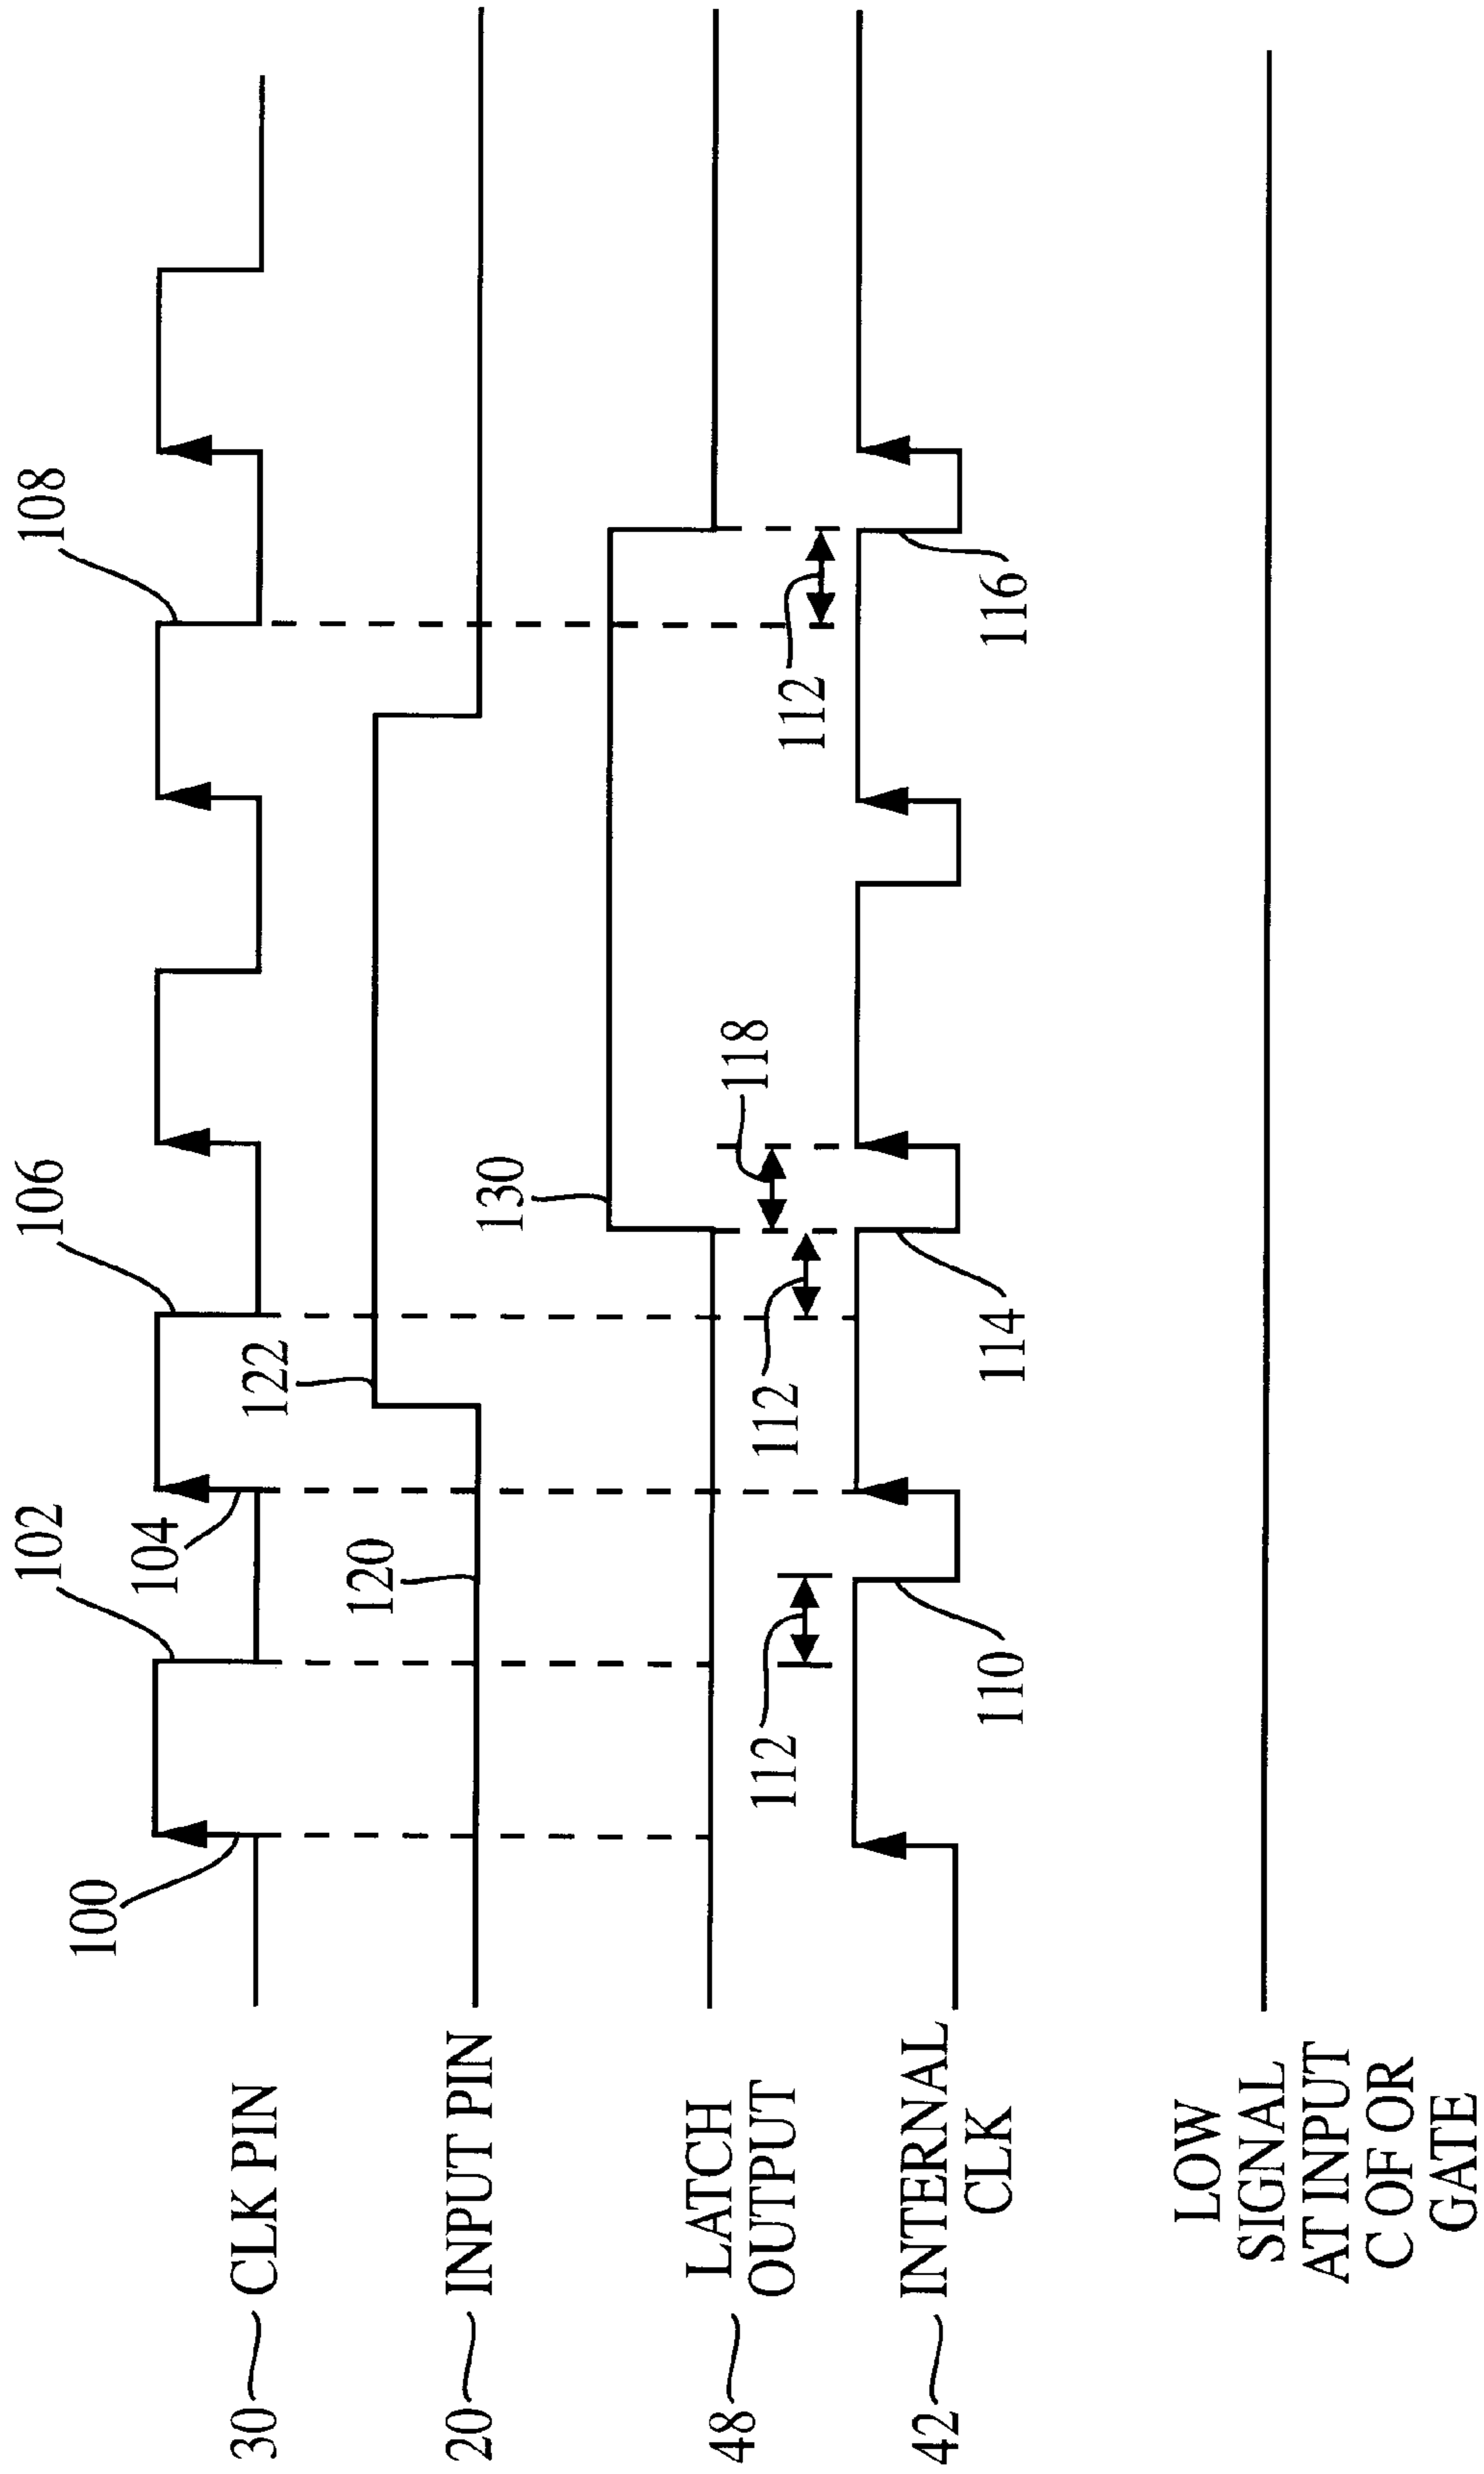 108
106
102
100
104
30 CLK PIN
122
120
20 INPUT PIN
130
118
112
112
112
48 LATCH
OUTPUT
116
114
110
42 INTERNAL
CLK
LOW
SIGNAL
AT INPUT
C OF OR
GATE